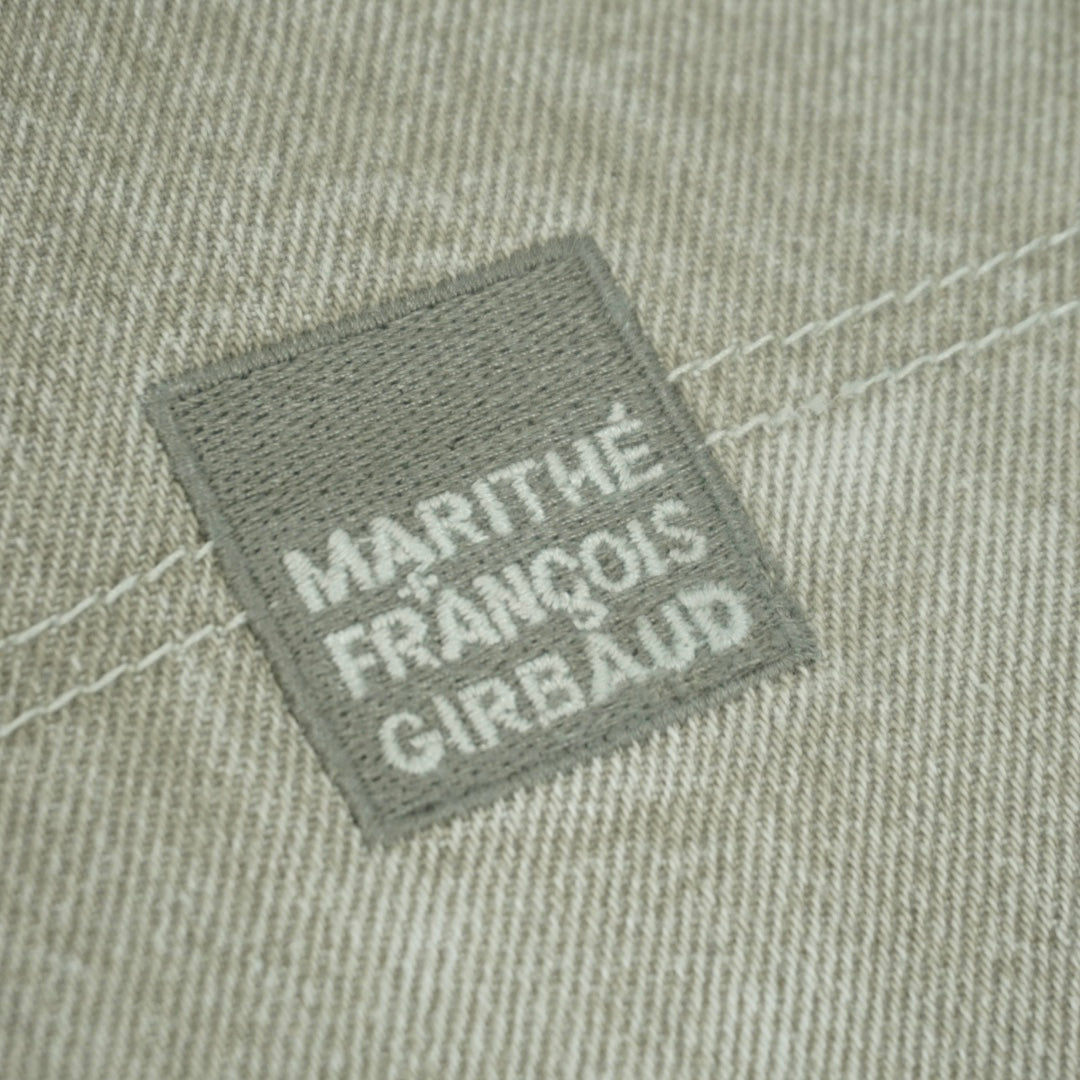 MARITHÉ
+
FRANÇOIS
GIRBAUD